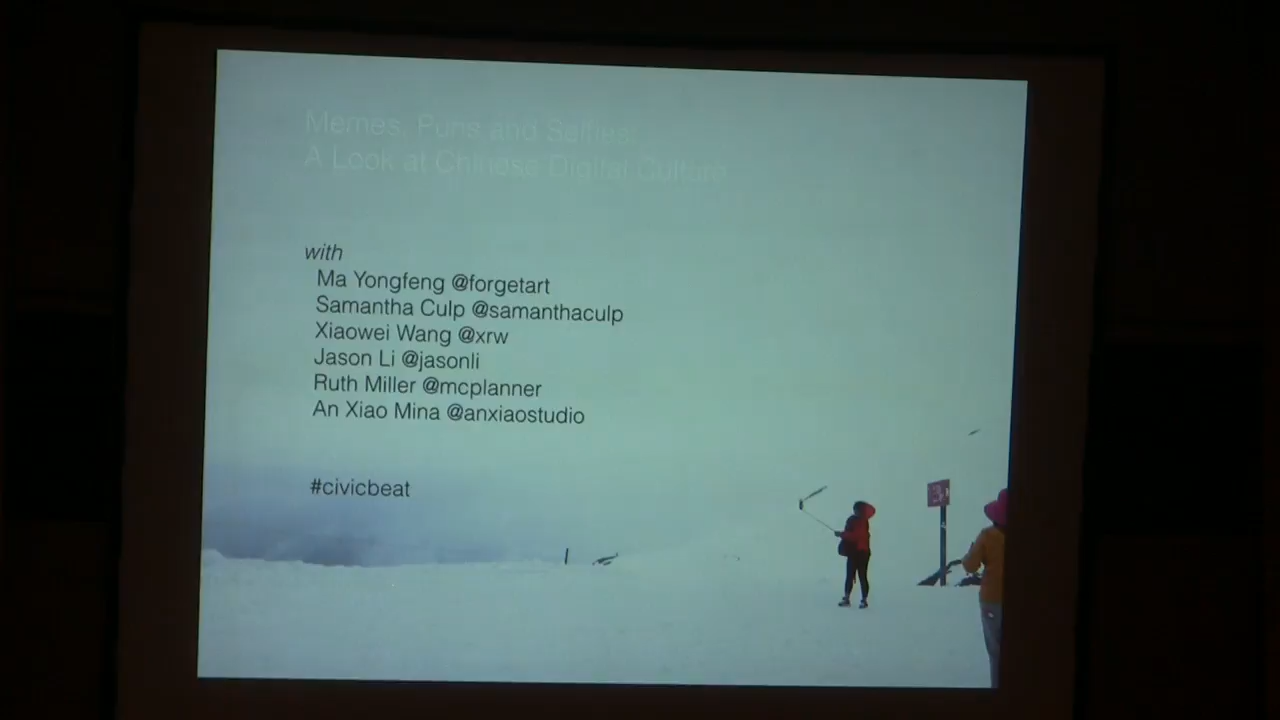 Memes, Puns and Selfies:
A Look at Chinese Digital Culture
with
Ma Yongfeng @forgetart
Samantha Culp @samanthaculp
Xiaowei Wang @xrw
Jason Li @jasonli
Ruth Miller @mcplanner
An Xiao Mina @anxiaostudio
#civicbeat